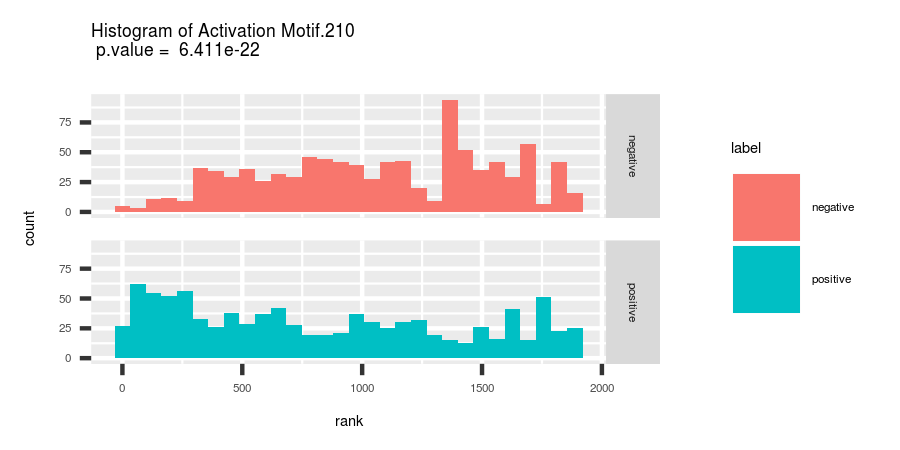 Histogram of Activation Motif.210
p.value =  6.411e-22
75
50
25
0
negative
75
50
25
0
positive
0
500
1000
1500
2000
rank
count
label
negative
positive